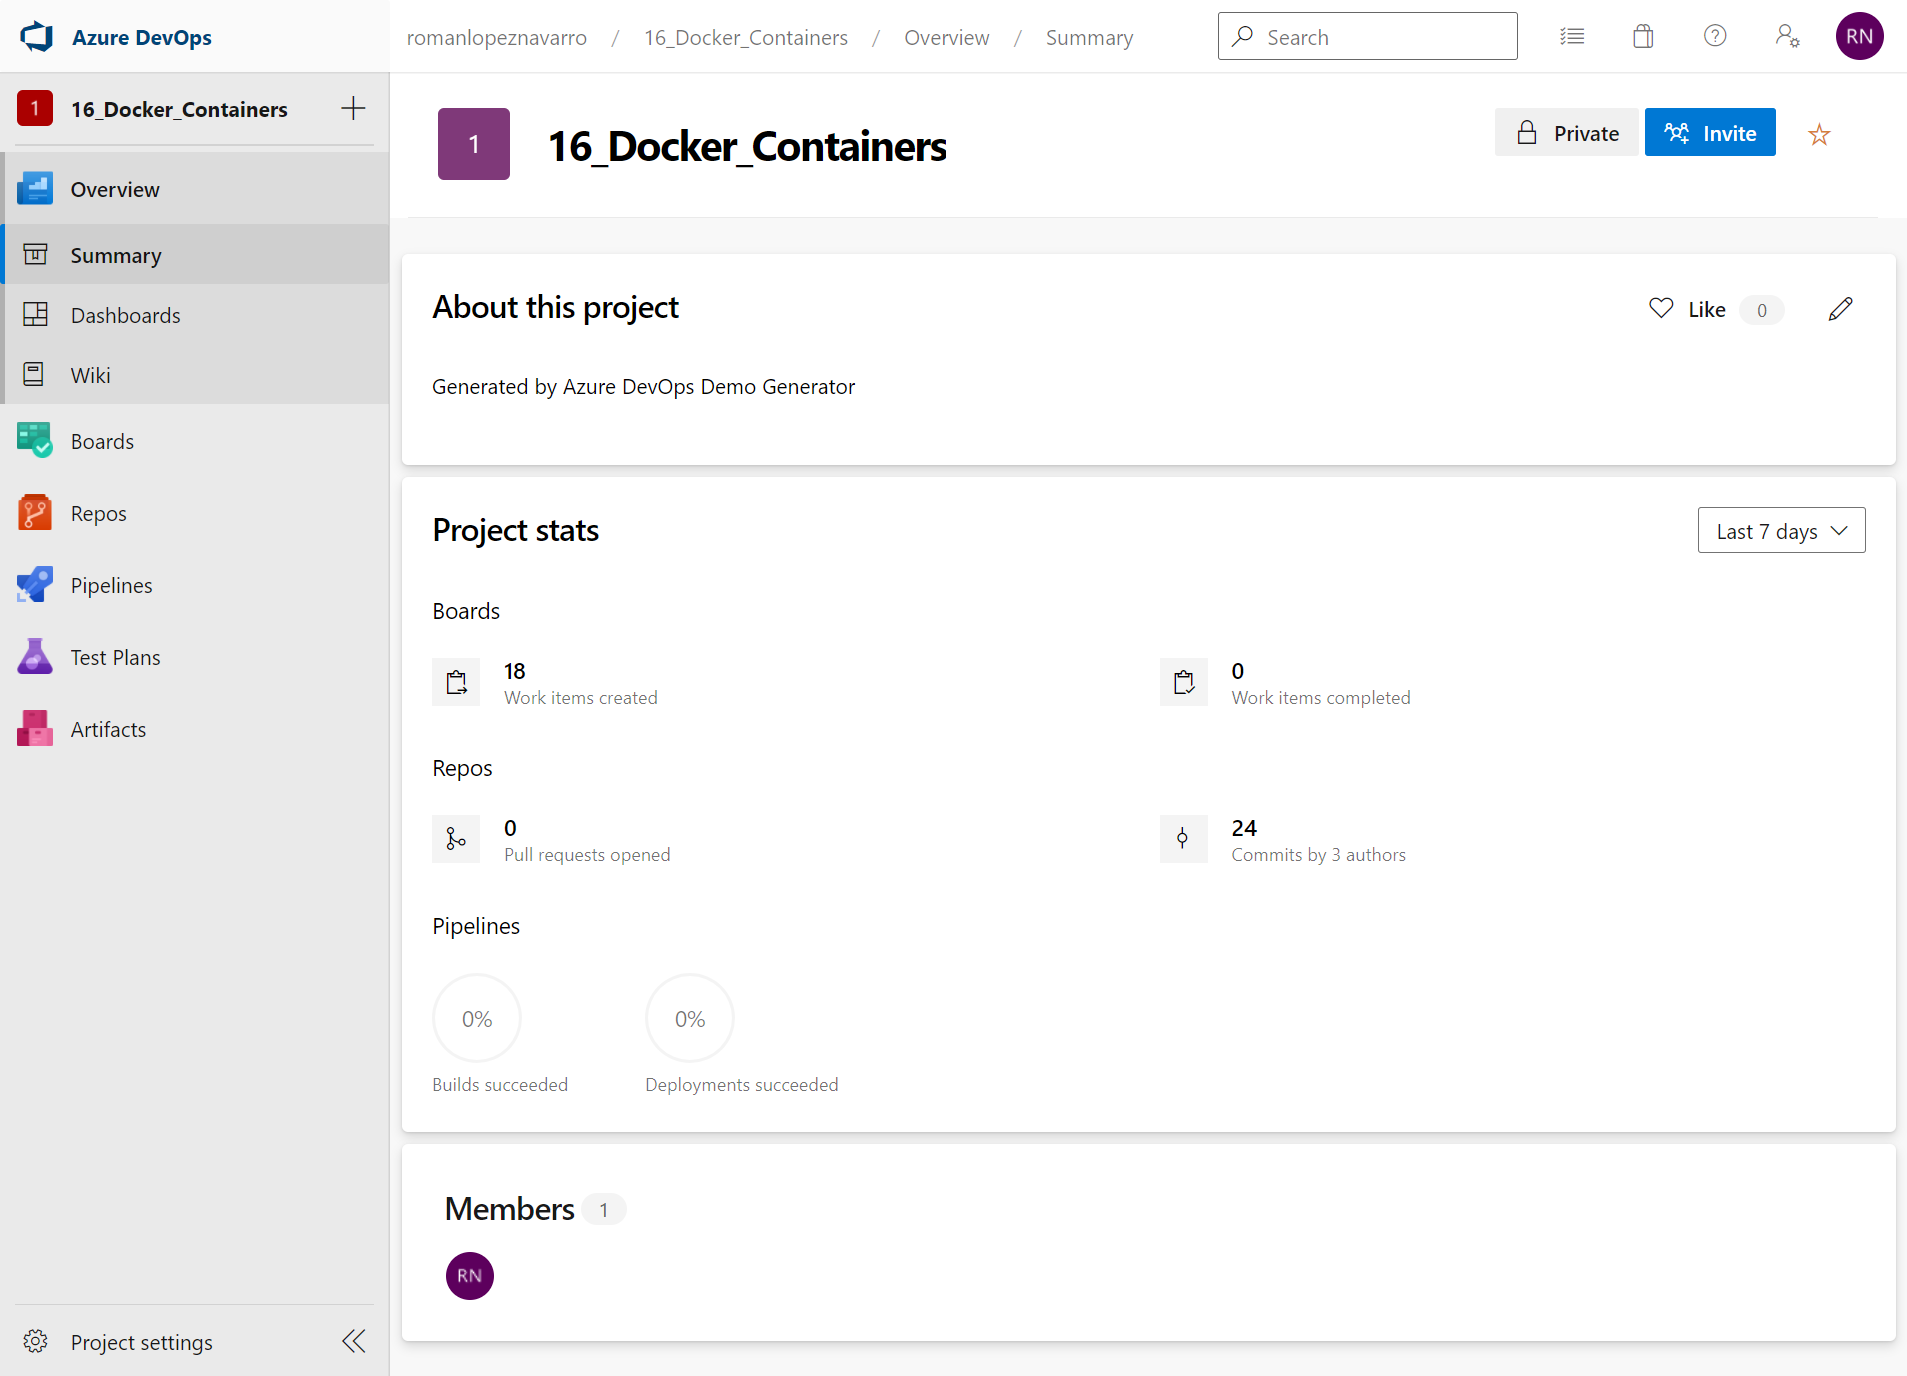 Azure DevOps
romanlopeznavarro / 16_Docker_Containers / Overview / Summary
Search
RN
1
16_Docker_Containers
Overview
Summary
Dashboards
Wiki
Boards
Repos
Pipelines
Test Plans
Artifacts
Project settings
1
16_Docker_Containers
Private
Invite
About this project
Like 0
Generated by Azure DevOps Demo Generator
Project stats
Last 7 days
Boards
18
Work items created
0
Work items completed
Repos
0
Pull requests opened
24
Commits by 3 authors
Pipelines
0%
Builds succeeded
0%
Deployments succeeded
Members 1
RN